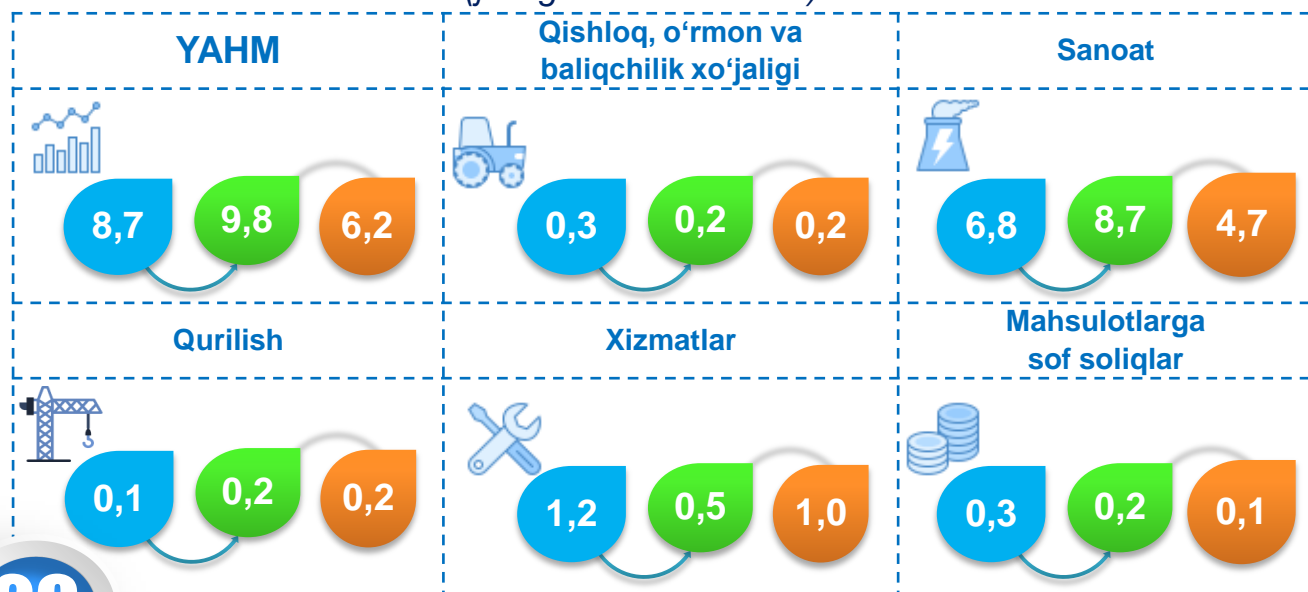 YAHM
Qishloq, o‘rmon va
baliqchilik xo‘jaligi
Sanoat
8,7 9,8 6,2
0,3 0,2 0,2
6,8 8,7 4,7
Qurilish
Xizmatlar
Mahsulotlarga
sof soliqlar
0,1 0,2 0,2
1,2 0,5 1,0
0,3 0,2 0,1